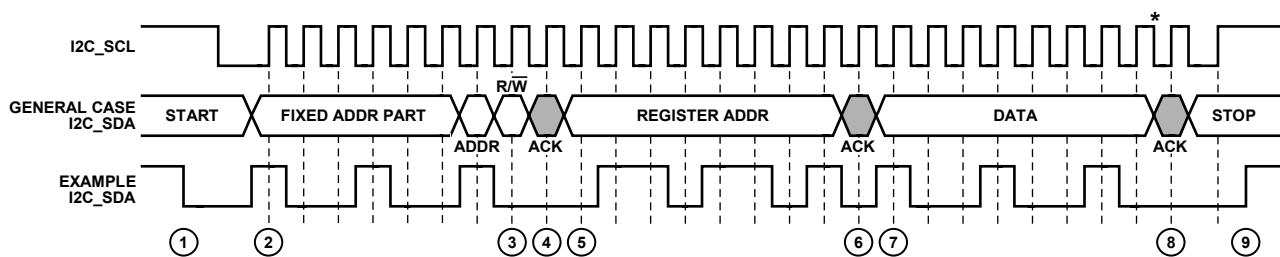 *
I2C_SCL
R/W
GENERAL CASE
I2C_SDA
START
FIXED ADDR PART
REGISTER ADDR
DATA
STOP
ADDR
ACK
ACK
ACK
EXAMPLE
I2C_SDA
1
2
3
4
5
6
7
8
9